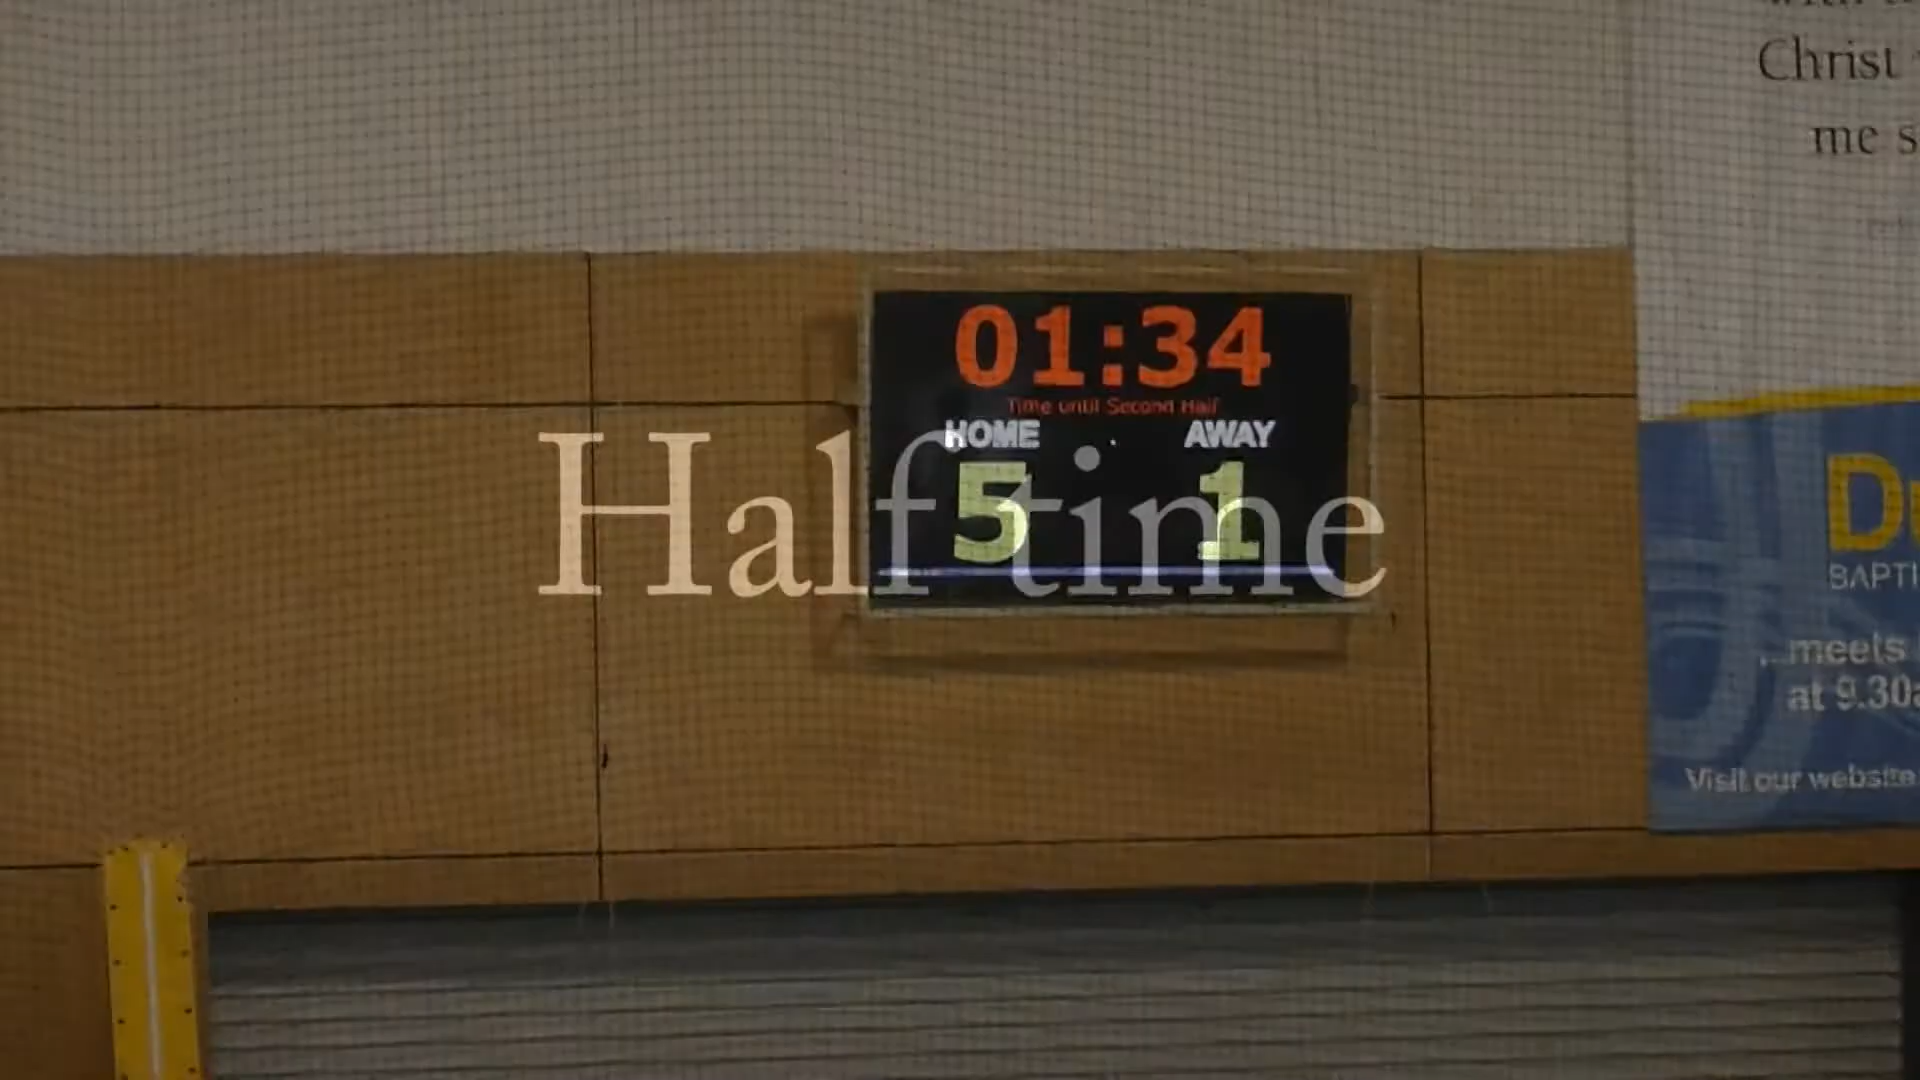 Christ
me s
01:34
Time until Second Half
HOME AWAY
5 1
Half time
BAPTI
...meets
at 9.30a
Visit our website